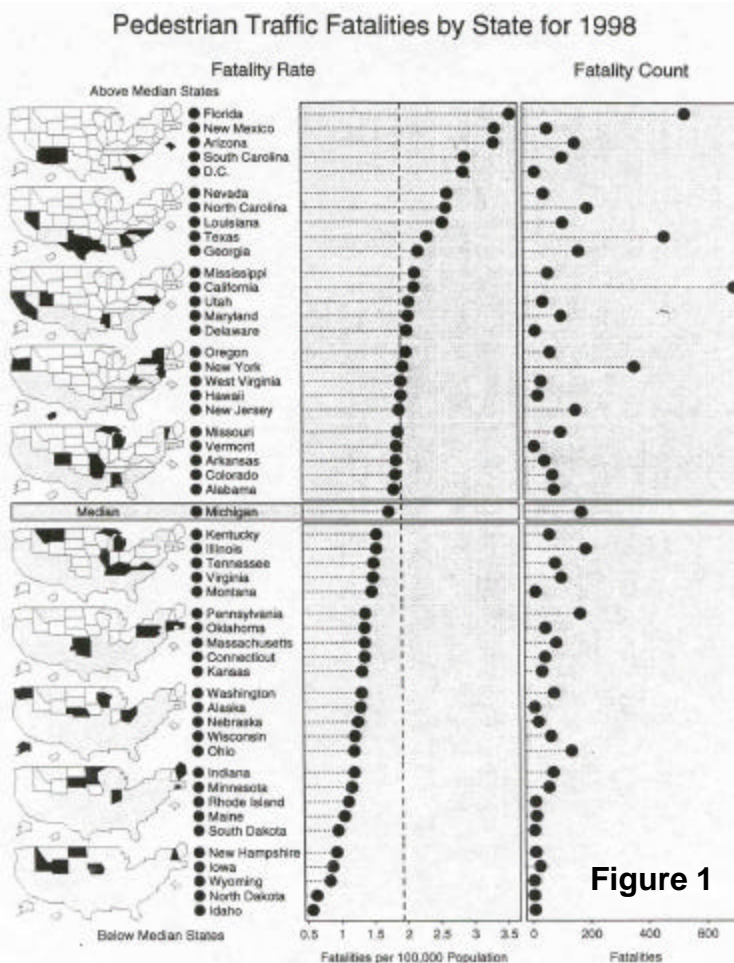 Pedestrian Traffic Fatalities by State for 1998
Fatality Rate
Fatality Count
Above Median States
Florida
New Mexico
Arizona
South Carolina
D.C.
Nevada
North Carolina
Louisiana
Texas
Georgia
Mississippi
California
Utah
Maryland
Delaware
Oregon
New York
West Virginia
Hawaii
New Jersey
Missouri
Vermont
Arkansas
Colorado
Alabama
Median Michigan
Kentucky
Illinois
Tennessee
Virginia
Montana
Pennsylvania
Oklahoma
Massachusetts
Connecticut
Kansas
Washington
Alaska
Nebraska
Wisconsin
Ohio
Indiana
Minnesota
Rhode Island
Maine
South Dakota
New Hampshire
Iowa
Wyoming
North Dakota
Idaho
Figure 1
Below Median States
0.5 1 1.5 2 2.5 3 3.5 0 200 400 600
Fatalities per 100,000 Population
Fatalities